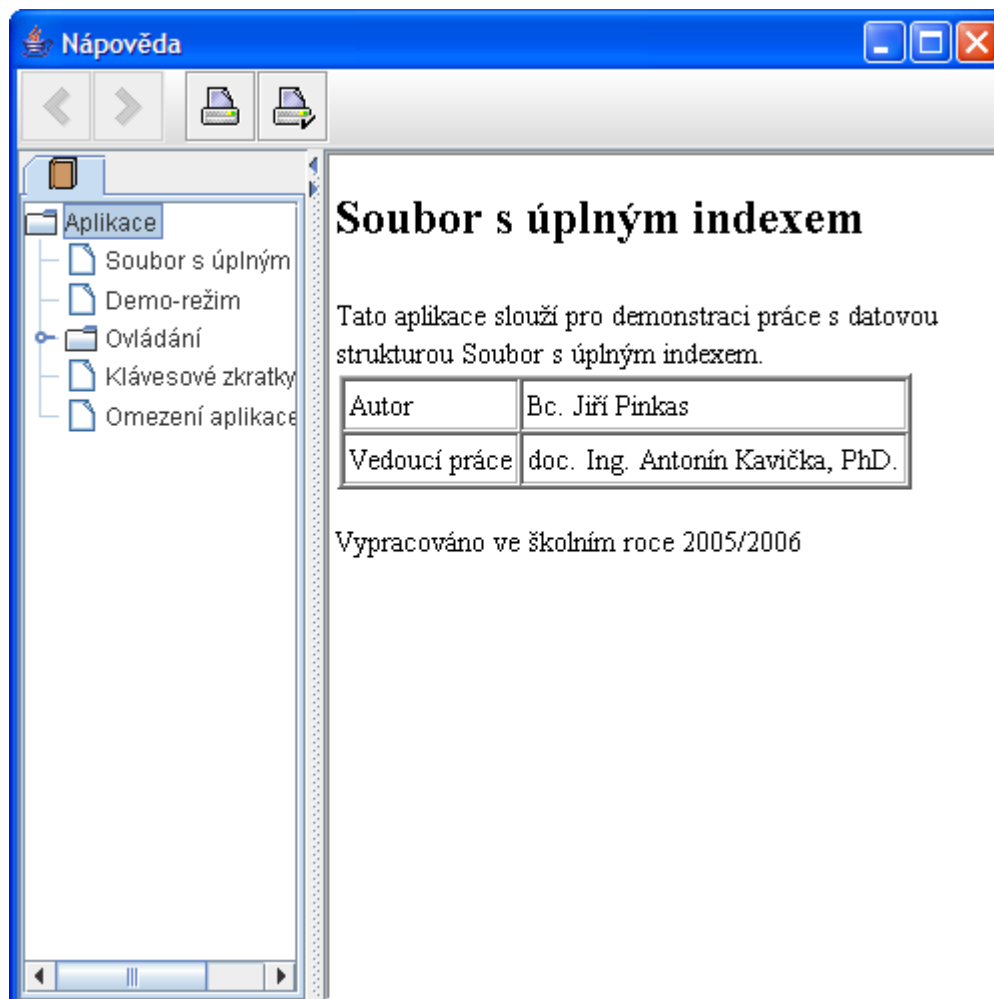 Nápověda
Aplikace
Soubor s úplným
Demo-režim
Ovládání
Klávesové zkratky
Omezení aplikace
Soubor s úplným indexem
Tato aplikace slouží pro demonstraci práce s datovou
strukturou Soubor s úplným indexem.
Autor Bc. Jiří Pinkas
Vedoucí práce doc. Ing. Antonín Kavička, PhD.
Vypracováno ve školním roce 2005/2006